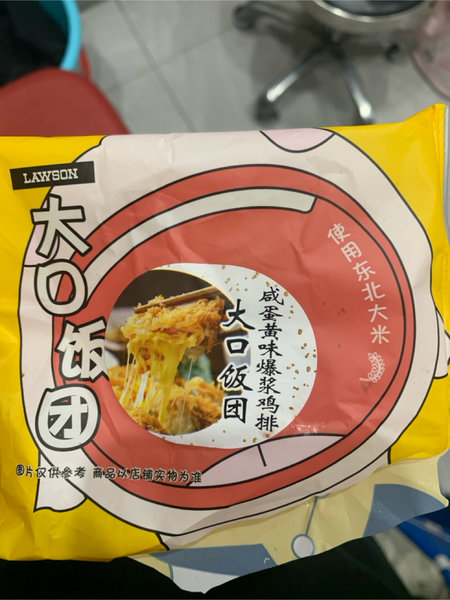 LAWSON
大口饭团
使用东北大米
咸蛋黄味爆浆鸡排
大口饭团
图片仅供参考 商品以店铺实物为准